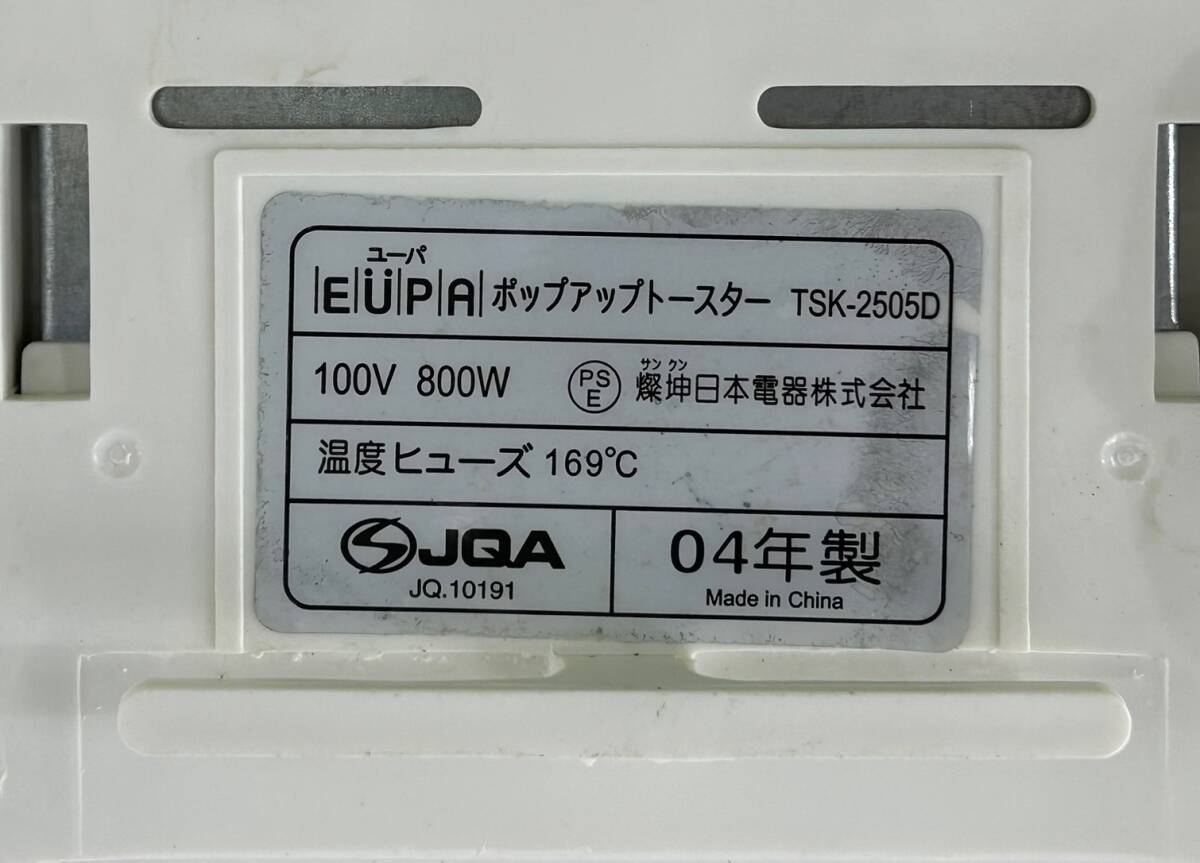 ユーパ
EÜPA ポップアップトースター TSK-2505D
100V 800W PSE サンクン 燦坤日本電器株式会社
温度ヒューズ 169℃
JQA
JQ.10191
04年製
Made in China